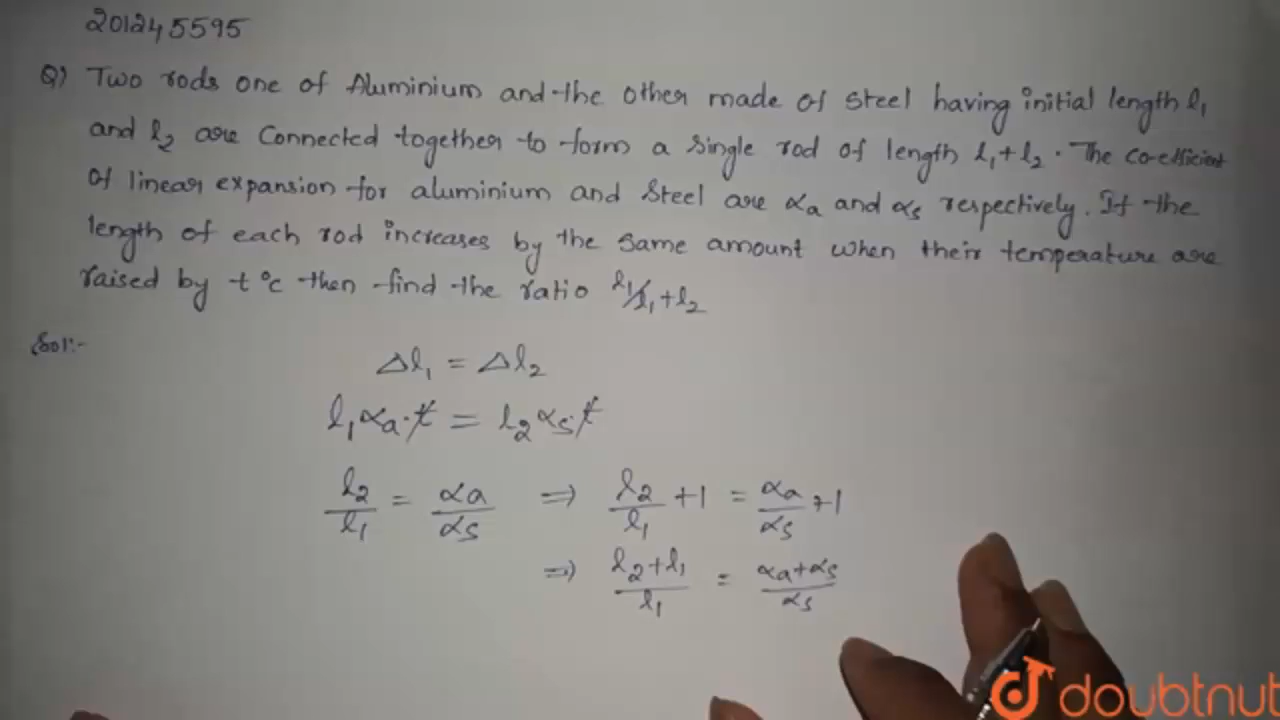 201245595
Q) Two rods one of Aluminium and the other made of steel having initial length l₁
and l₂ are connected together to form a single rod of length l₁+l₂. The co-efficient
of linear expansion for aluminium and steel are αa and αs respectively. If the
length of each rod increases by the same amount when their temperature are
raised by t°c then find the ratio l₁/l₁+l₂
Sol:-
Δl₁ = Δl₂
l₁αa.t = l₂αst
l₂/l₁ = αa/αs ⇒ l₂/l₁ +1 = αa/αs +1
⇒ l₂+l₁/l₁ = αa+αs/αs
doubtnut